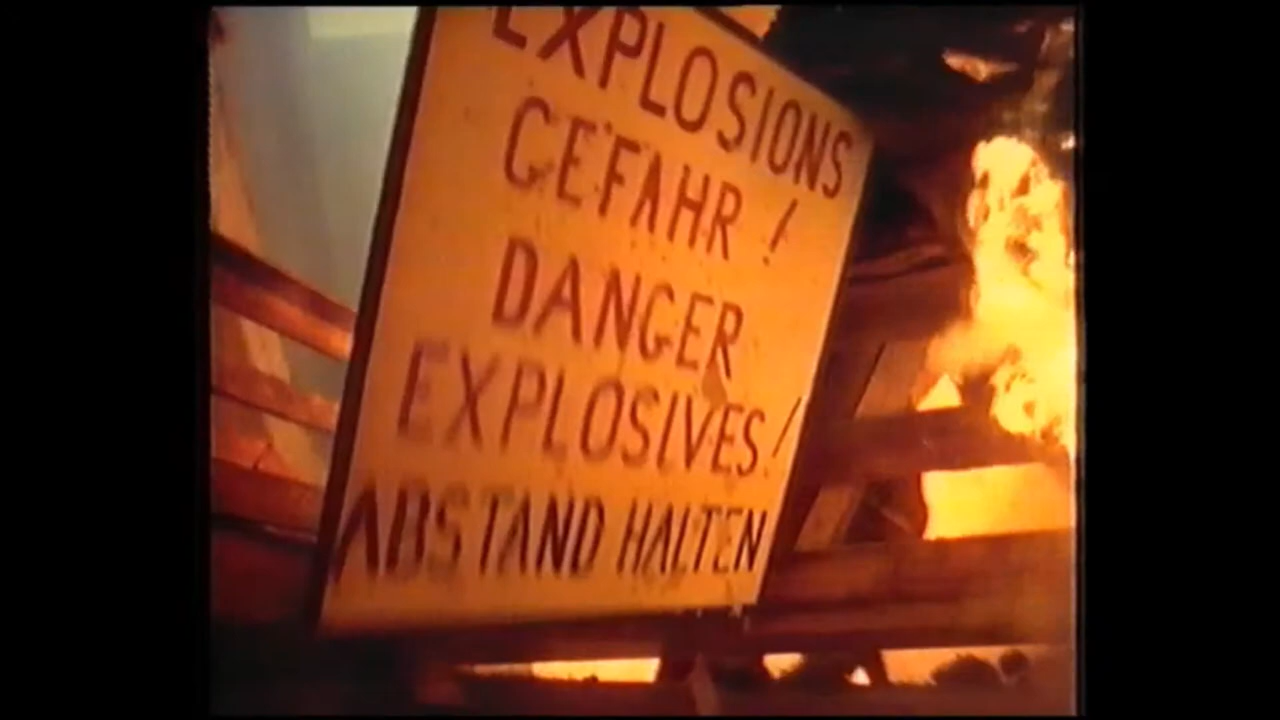 EXPLOSIONS
GEFAHR !
DANGER
EXPLOSIVES!
ABSTAND HALTEN